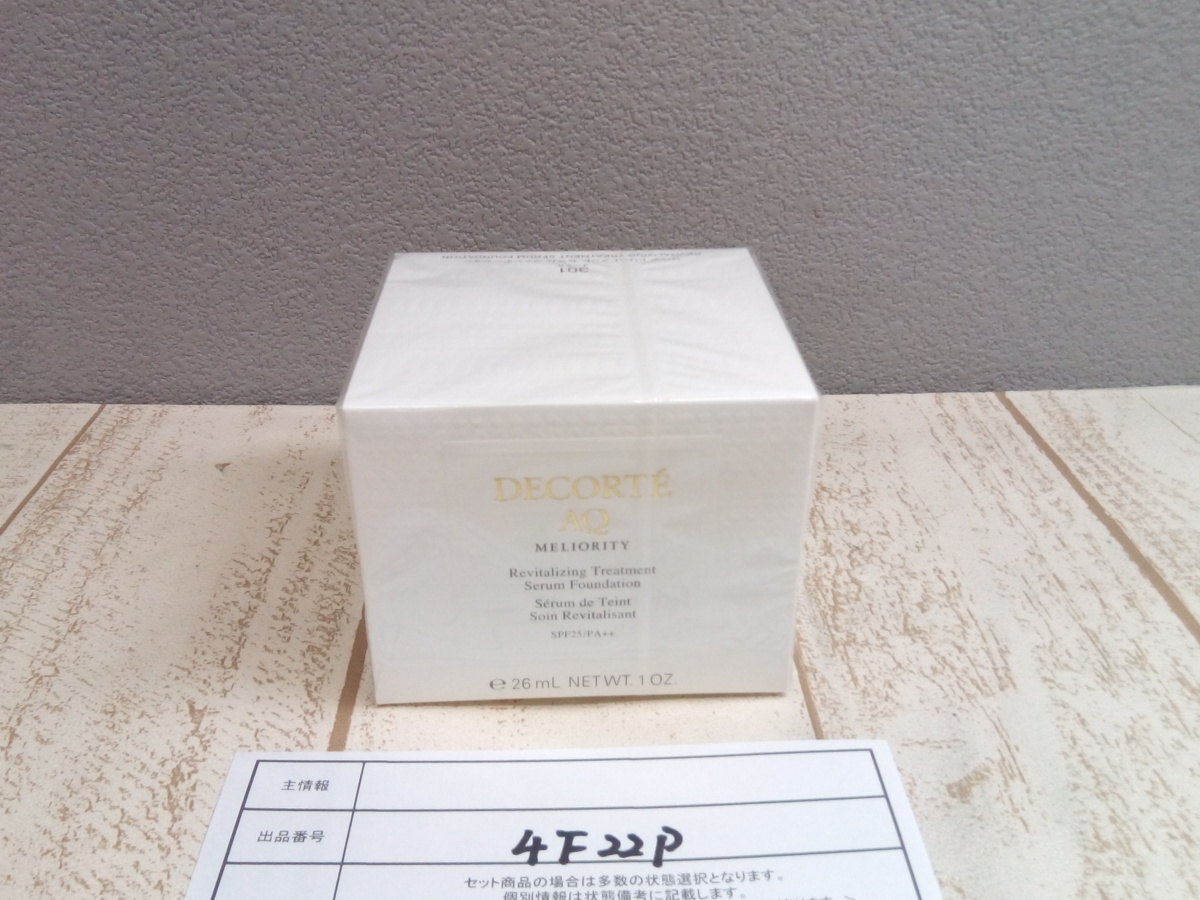 301
DECORTÉ
AQ
MELIORITY
Revitalizing Treatment
Serum Foundation
Sérum de Teint
Soin Revitalisant
SPF25/PA++
℮ 26mL NET WT. 1 OZ.
主情報
出品番号 4F22P
セット商品の場合は多数の状態選択となります。
個別情報は状態備考に記載します。